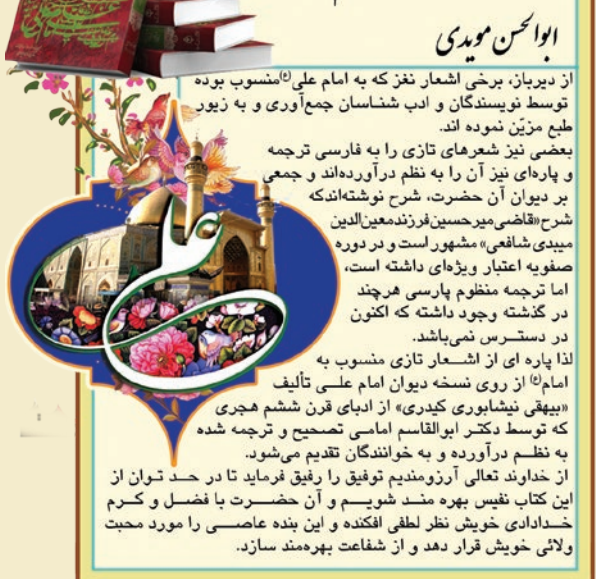 ابوالحسن مویدی
از دیرباز، برخی اشعار نغز که به امام علی(ع)منسوب بوده
توسط نویسندگان و ادب شناسان جمع‌آوری و به زیور
طبع مزیّن نموده اند.
بعضی نیز شعرهای تازی را به فارسی ترجمه
و پاره‌ای نیز آن را به نظم درآورده‌اند و جمعی
بر دیوان آن حضرت، شرح نوشته‌اندکه
شرح«قاضی‌میرحسین‌فرزندمعین‌الدین
میبدی شافعی» مشهور است و در دوره
صفویه اعتبار ویژه‌ای داشته است،
اما ترجمه منظوم پارسی هرچند
در گذشته وجود داشته که اکنون
در دسترس نمی‌باشد.
لذا پاره ای از اشعار تازی منسوب به
امام(ع) از روی نسخه دیوان امام علی تألیف
«بیهقی نیشابوری کیدری» از ادبای قرن ششم هجری
که توسط دکتر ابوالقاسم امامی تصحیح و ترجمه شده
به نظم درآورده و به خوانندگان تقدیم می‌شود.
از خداوند تعالی آرزومندیم توفیق را رفیق فرماید تا در حد توان از
این کتاب نفیس بهره مند شویم و آن حضرت با فضل و کرم
خدادادی خویش نظر لطفی افکنده و این بنده عاصی را مورد محبت
ولائی خویش قرار دهد و از شفاعت بهره‌مند سازد.
علی